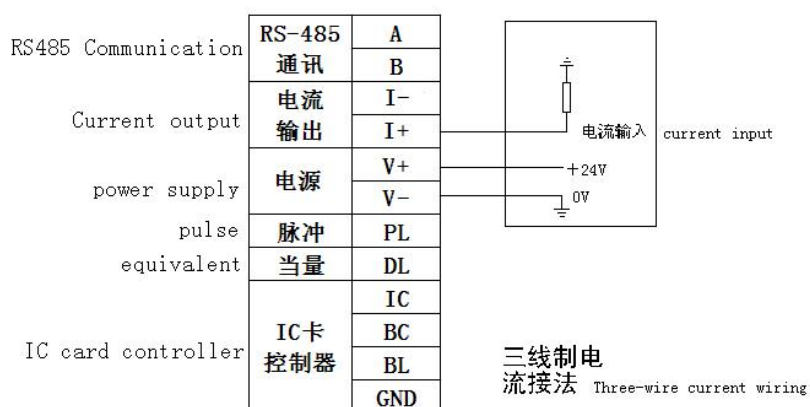 RS485 Communication
RS-485
通讯
A
B
Current output
电流
输出
I-
I+
power supply
电源
V+
V-
pulse
脉冲
PL
equivalent
当量
DL
IC card controller
IC卡
控制器
IC
BC
BL
GND
电流输入
current input
+24V
0V
三线制电
流接法 Three-wire current wiring